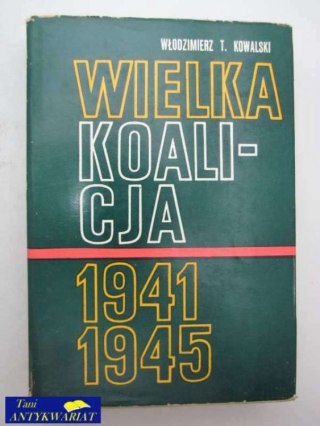 WŁODZIMIERZ T. KOWALSKI
WIELKA
KOALI-
CJA
1941
1945
Tani
ANTYKWARIAT